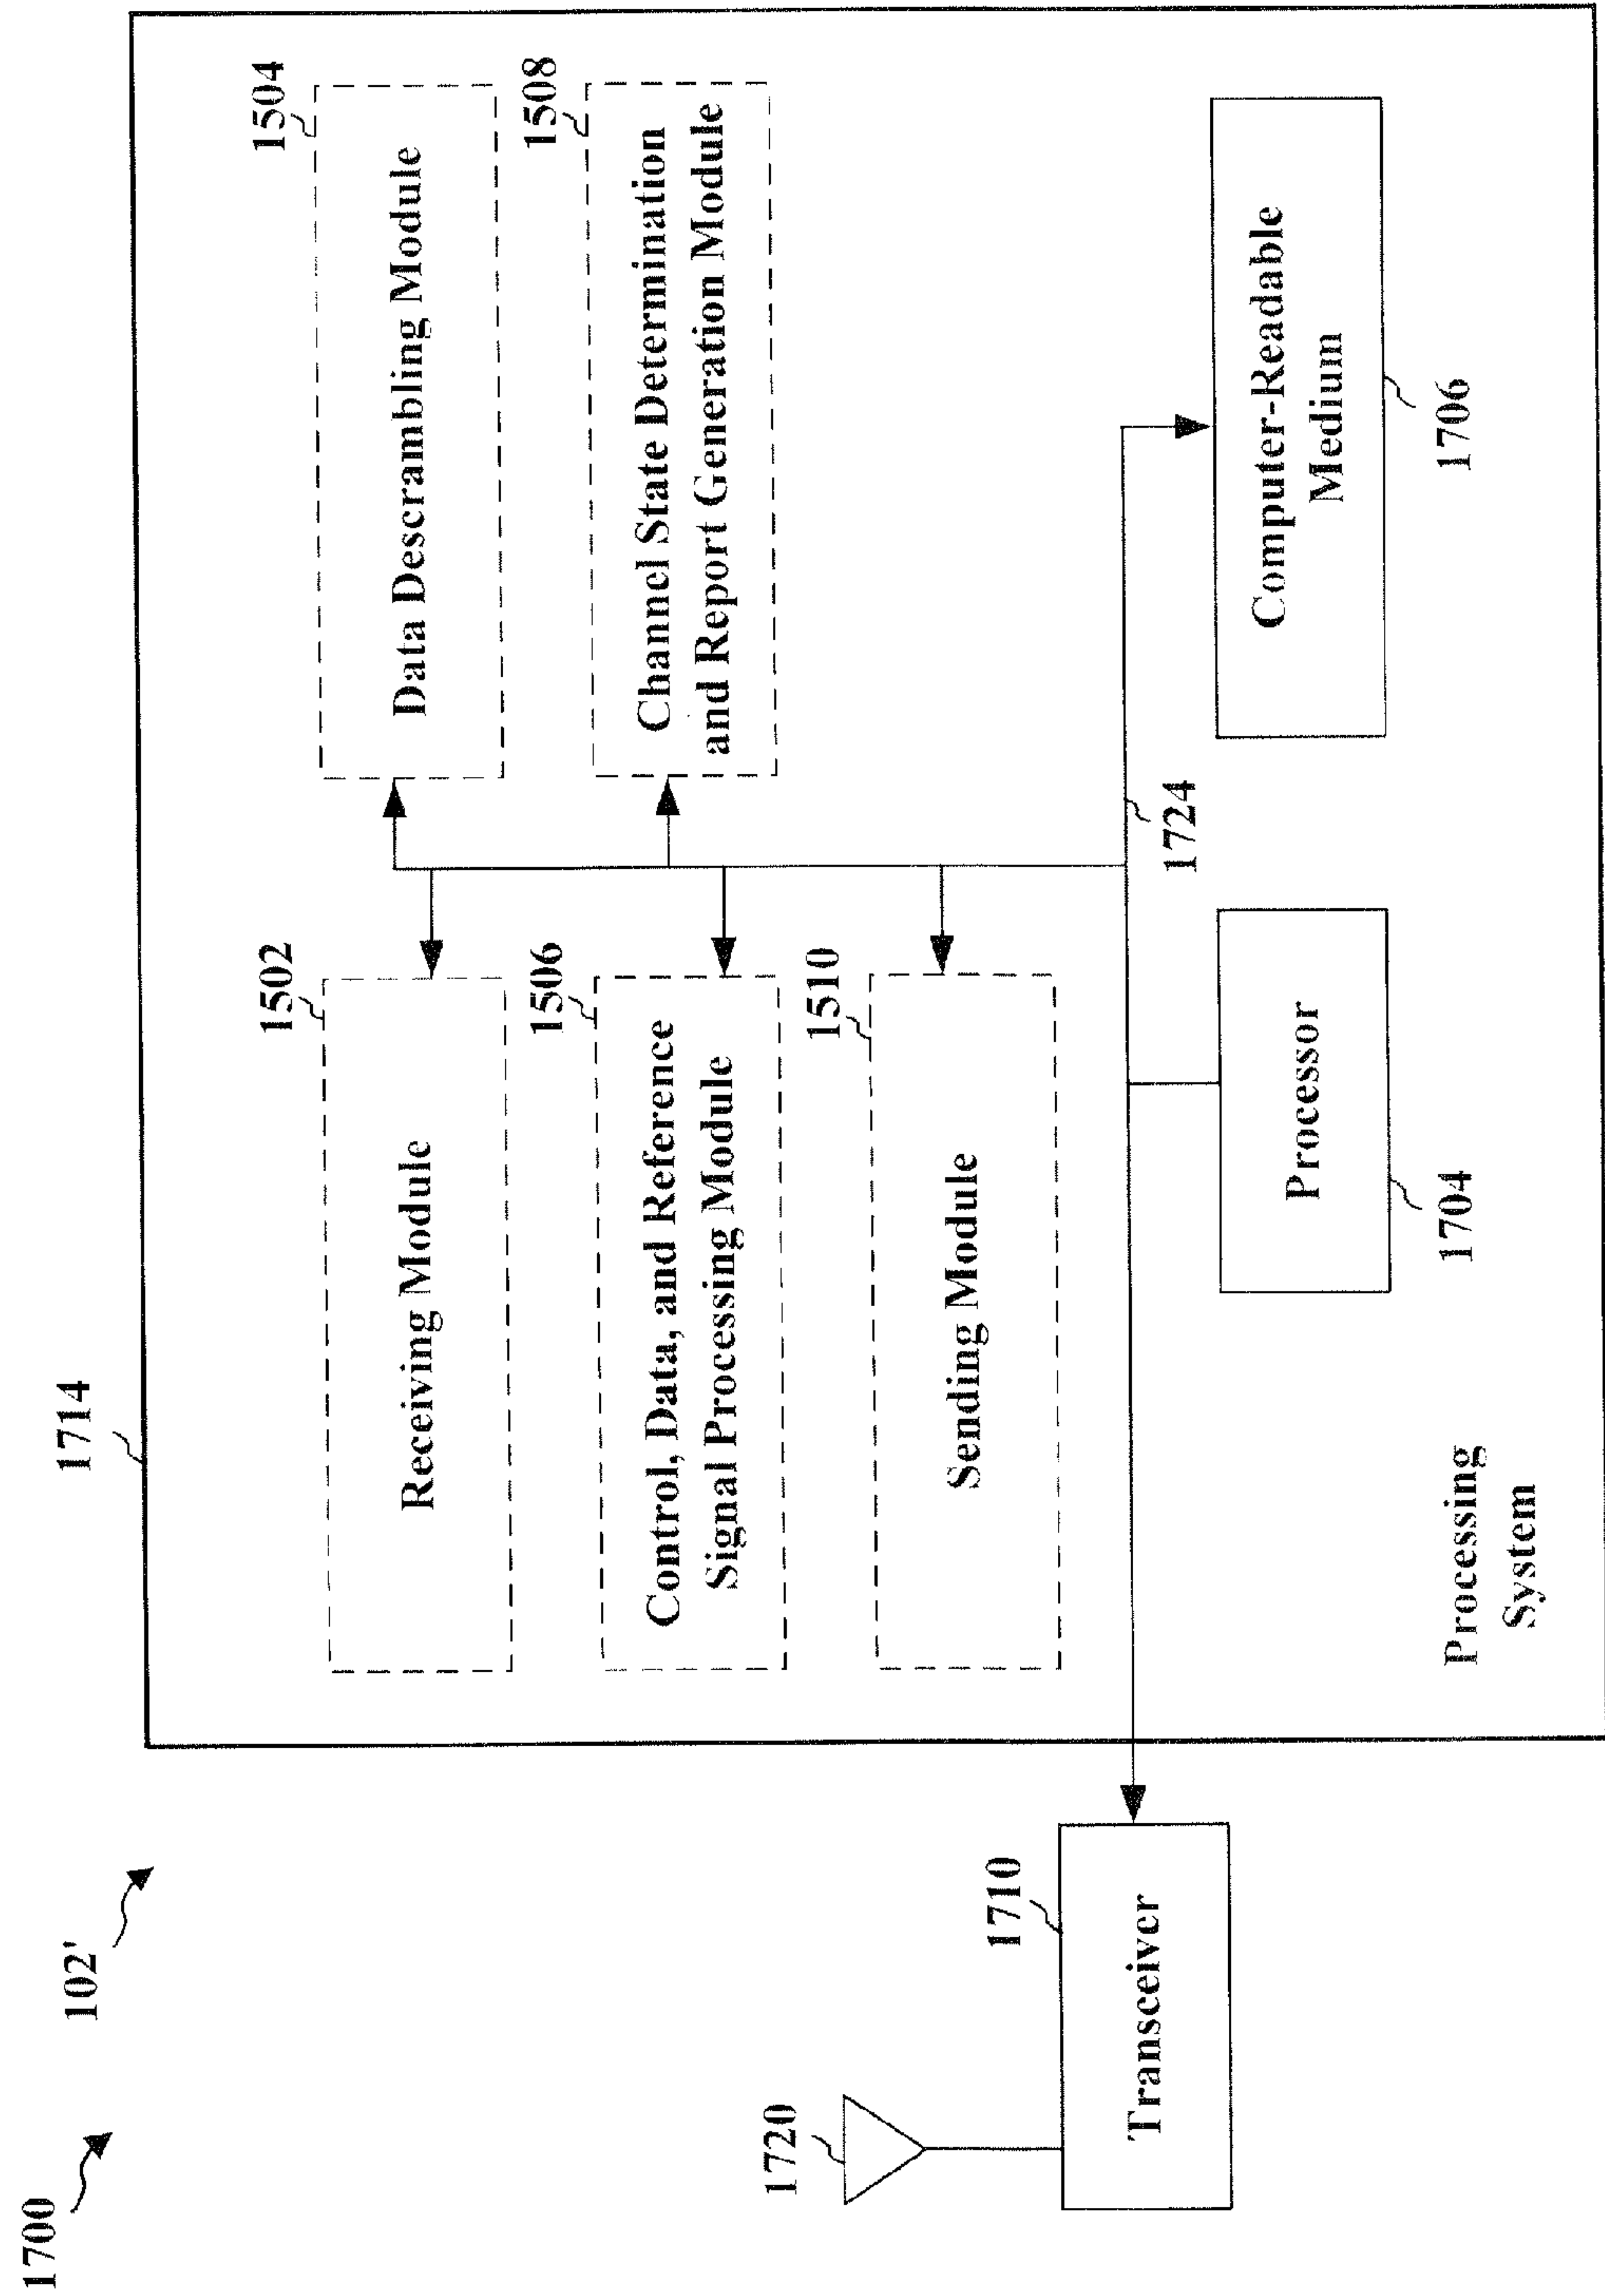 1700
102'
1714
1502
Receiving Module
1504
Data Descrambling Module
1506
Control, Data, and Reference
Signal Processing Module
1508
Channel State Determination
and Report Generation Module
1510
Sending Module
1720
1710
Transceiver
1724
Processor
1704
Computer-Readable
Medium
1706
Processing
System